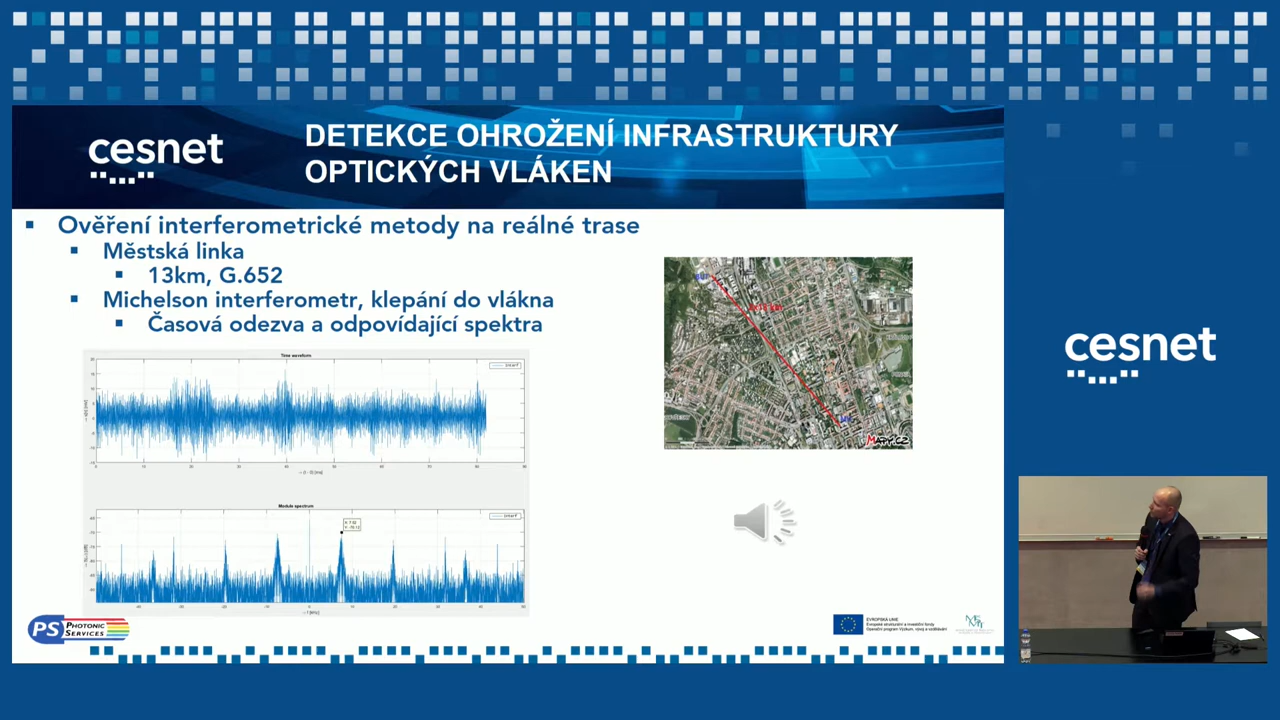 cesnet
DETEKCE OHROŽENÍ INFRASTRUKTURY
OPTICKÝCH VLÁKEN
Ověření interferometrické metody na reálné trase
Městská linka
13km, G.652
Michelson interferometr, klepání do vlákna
Časová odezva a odpovídající spektra
Time waveform
Module spectrum
MAPY.CZ
cesnet
PS PHOTONIC
SERVICES
EVROPSKÁ UNIE
Evropské strukturální a investiční fondy
Operační program Výzkum, vývoj a vzdělávání